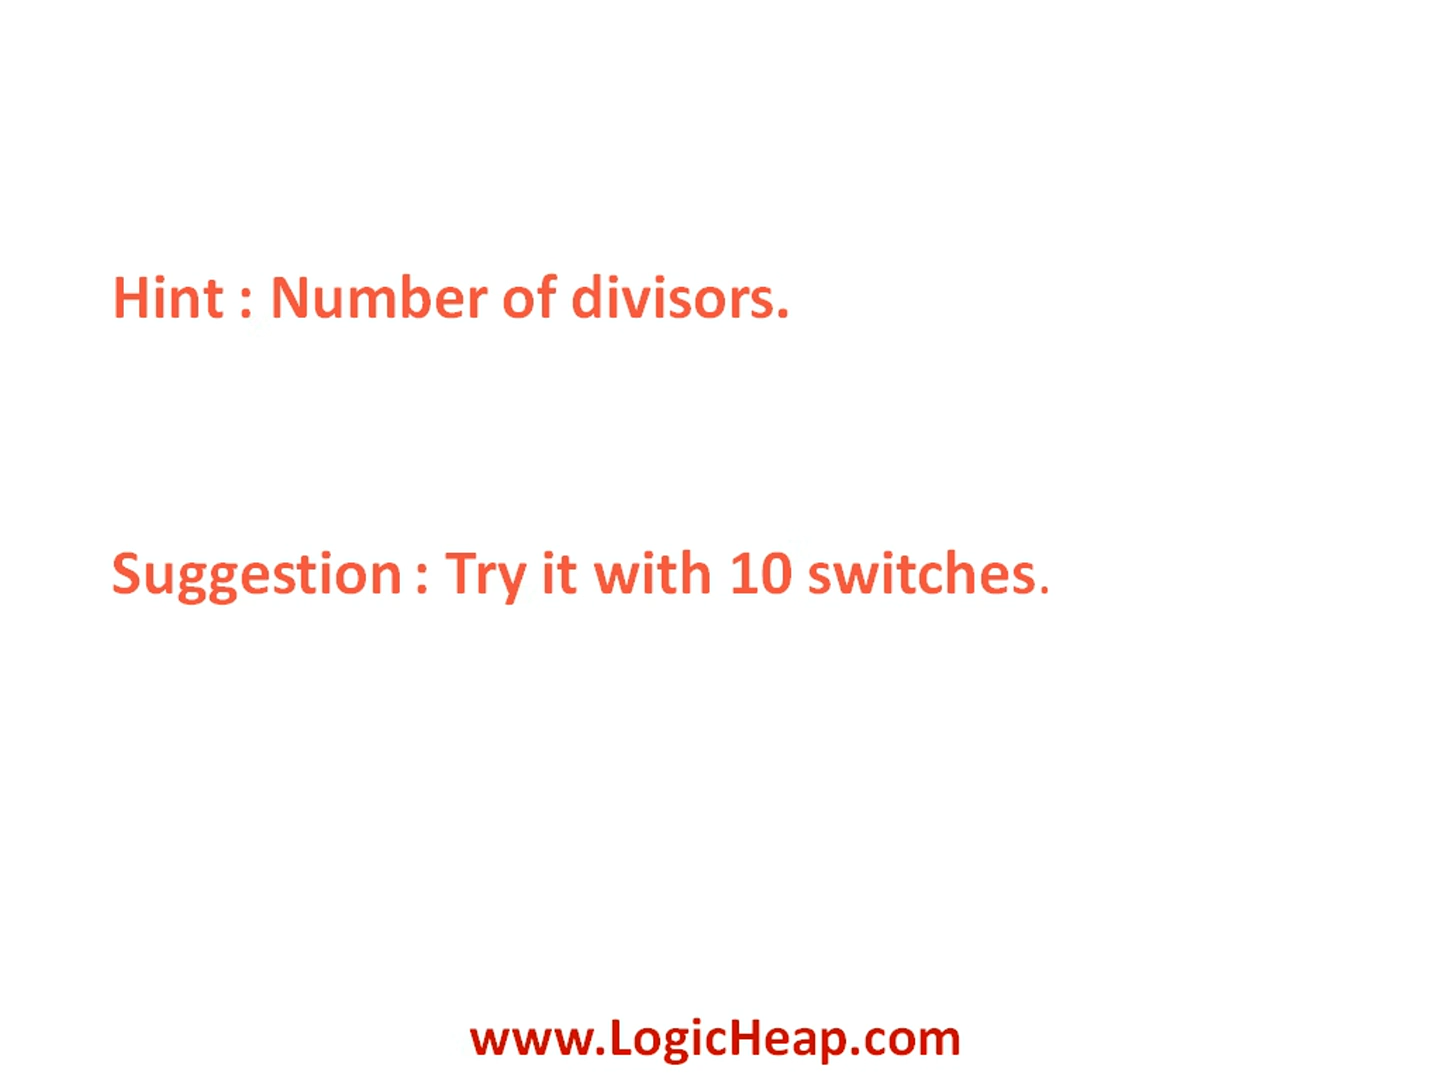 Hint : Number of divisors.
Suggestion : Try it with 10 switches.
www.LogicHeap.com